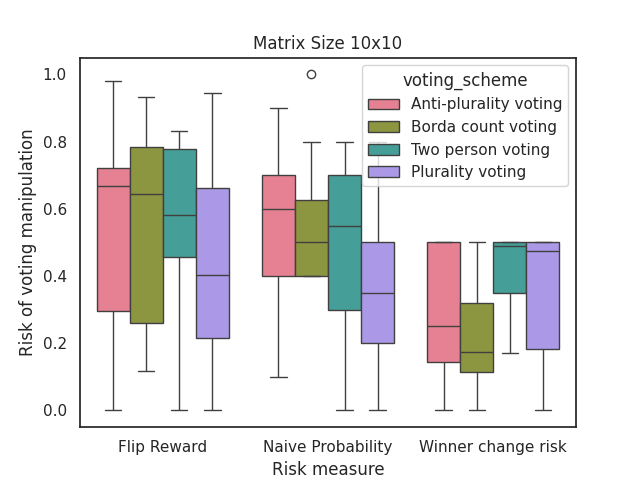 Matrix Size 10x10
voting_scheme
Anti-plurality voting
Borda count voting
Two person voting
Plurality voting
Risk of voting manipulation
1.0
0.8
0.6
0.4
0.2
0.0
Flip Reward
Naive Probability
Winner change risk
Risk measure